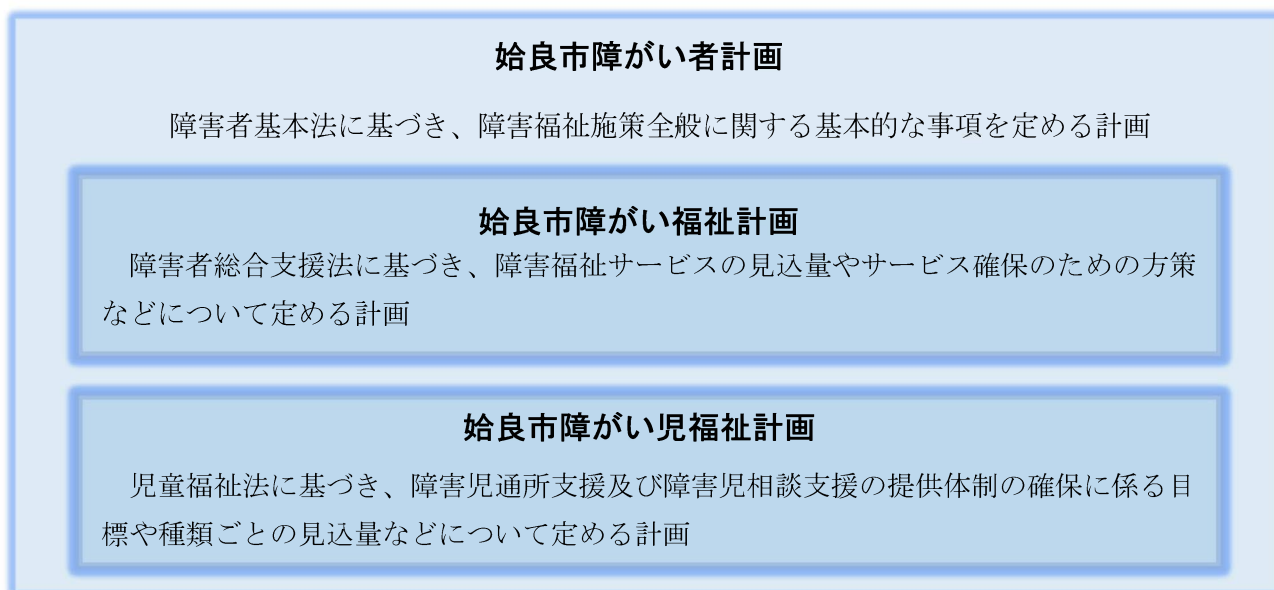 姶良市障がい者計画
障害者基本法に基づき、障害福祉施策全般に関する基本的な事項を定める計画
姶良市障がい福祉計画
障害者総合支援法に基づき、障害福祉サービスの見込量やサービス確保のための方策
などについて定める計画
姶良市障がい児福祉計画
児童福祉法に基づき、障害児通所支援及び障害児相談支援の提供体制の確保に係る目
標や種類ごとの見込量などについて定める計画